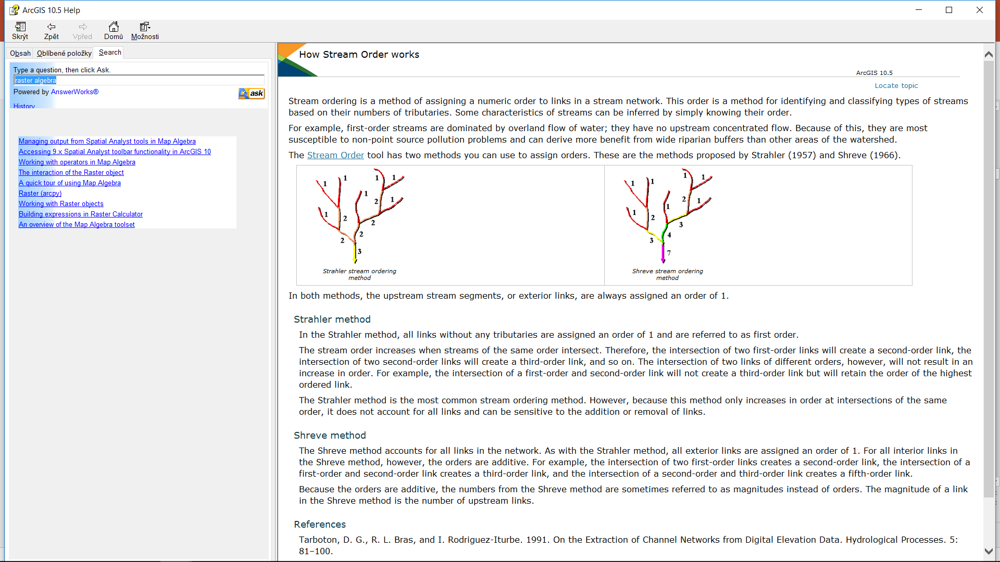 ArcGIS 10.5 Help
Skrýt Zpět Vpřed Domů Možnosti
Obsah Oblíbené položky Search
Type a question, then click Ask.
raster algebra
Powered by AnswerWorks®
ask
History
Managing output from Spatial Analyst tools in Map Algebra
Accessing 9.x Spatial Analyst toolbar functionality in ArcGIS 10
Working with operators in Map Algebra
The interaction of the Raster object
A quick tour of using Map Algebra
Raster (arcpy)
Working with Raster objects
Building expressions in Raster Calculator
An overview of the Map Algebra toolset
How Stream Order works
ArcGIS 10.5
Locate topic
Stream ordering is a method of assigning a numeric order to links in a stream network. This order is a method for identifying and classifying types of streams
based on their numbers of tributaries. Some characteristics of streams can be inferred by simply knowing their order.
For example, first-order streams are dominated by overland flow of water; they have no upstream concentrated flow. Because of this, they are most
susceptible to non-point source pollution problems and can derive more benefit from wide riparian buffers than other areas of the watershed.
The Stream Order tool has two methods you can use to assign orders. These are the methods proposed by Strahler (1957) and Shreve (1966).
1 1 1 1
1 2 1
1 2 2
2 2
3
Strahler stream ordering
method
1 1 1 1
1 2 1
1 2 3
3 4
7
Shreve stream ordering
method
In both methods, the upstream stream segments, or exterior links, are always assigned an order of 1.
Strahler method
In the Strahler method, all links without any tributaries are assigned an order of 1 and are referred to as first order.
The stream order increases when streams of the same order intersect. Therefore, the intersection of two first-order links will create a second-order link, the
intersection of two second-order links will create a third-order link, and so on. The intersection of two links of different orders, however, will not result in an
increase in order. For example, the intersection of a first-order and second-order link will not create a third-order link but will retain the order of the highest
ordered link.
The Strahler method is the most common stream ordering method. However, because this method only increases in order at intersections of the same
order, it does not account for all links and can be sensitive to the addition or removal of links.
Shreve method
The Shreve method accounts for all links in the network. As with the Strahler method, all exterior links are assigned an order of 1. For all interior links in
the Shreve method, however, the orders are additive. For example, the intersection of two first-order links creates a second-order link, the intersection of a
first-order and second-order link creates a third-order link, and the intersection of a second-order and third-order link creates a fifth-order link.
Because the orders are additive, the numbers from the Shreve method are sometimes referred to as magnitudes instead of orders. The magnitude of a link
in the Shreve method is the number of upstream links.
References
Tarboton, D. G., R. L. Bras, and I. Rodriguez-Iturbe. 1991. On the Extraction of Channel Networks from Digital Elevation Data. Hydrological Processes. 5:
81–100.